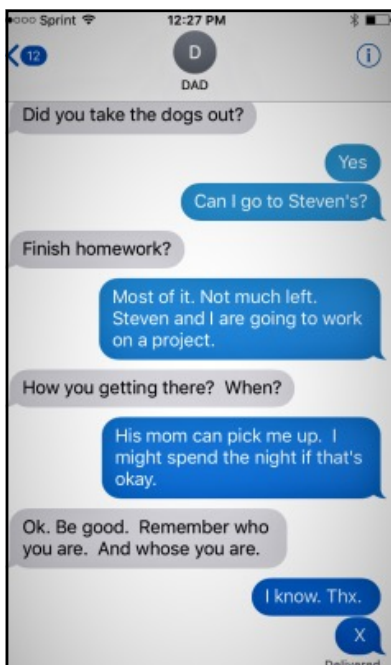 Sprint 12:27 PM
12
D
DAD
Did you take the dogs out?
Yes
Can I go to Steven's?
Finish homework?
Most of it. Not much left.
Steven and I are going to work
on a project.
How you getting there? When?
His mom can pick me up. I
might spend the night if that's
okay.
Ok. Be good. Remember who
you are. And whose you are.
I know. Thx.
X
Delivered